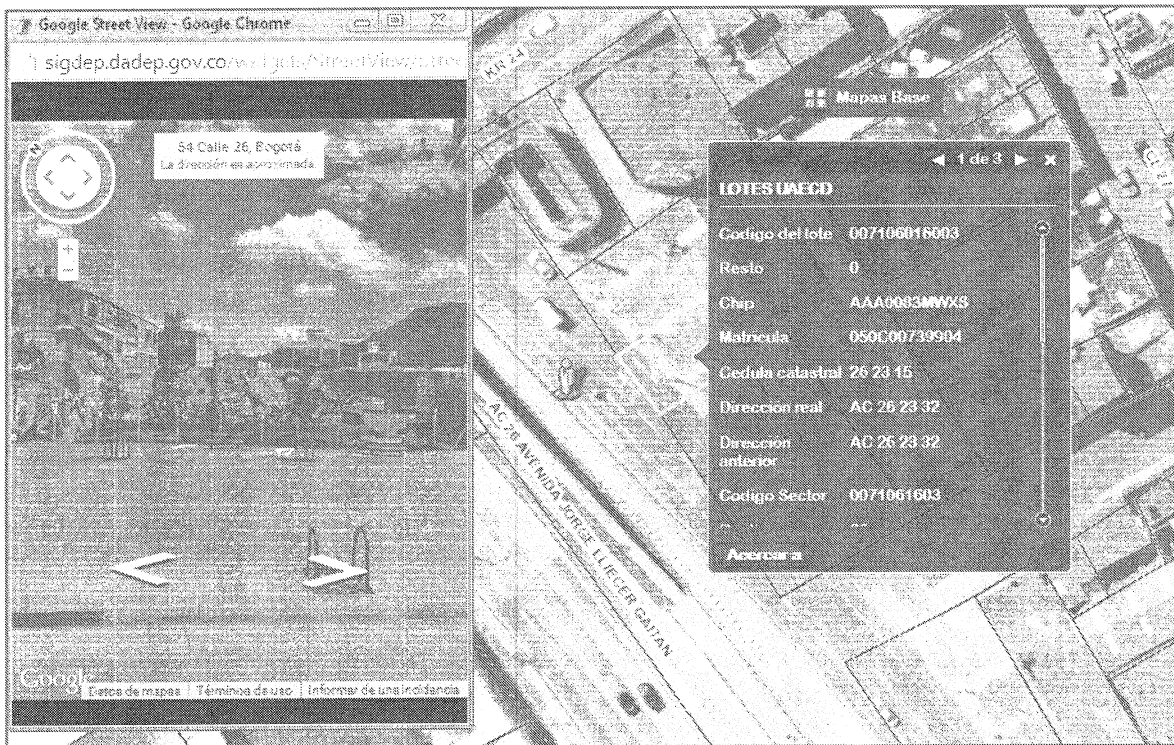 Google Street View - Google Chrome
sigdep.dadep.gov.co/widgets/StreetView/
54 Calle 26, Bogotá
La dirección es aproximada
N
+
−
Google
Datos de mapas
Términos de uso
Informar de una incidencia
KR 24
Mapas Base
1 de 3
LOTES UAECD
Codigo del lote 007106016003
Resto 0
Chip AAA0083MWXS
Matricula 050C00739904
Cedula catastral 26 23 15
Dirección real AC 26 23 32
Dirección anterior AC 26 23 32
Codigo Sector 0071061603
Acercar a
AC 26 AVENIDA JORGE ELIECER GAITAN